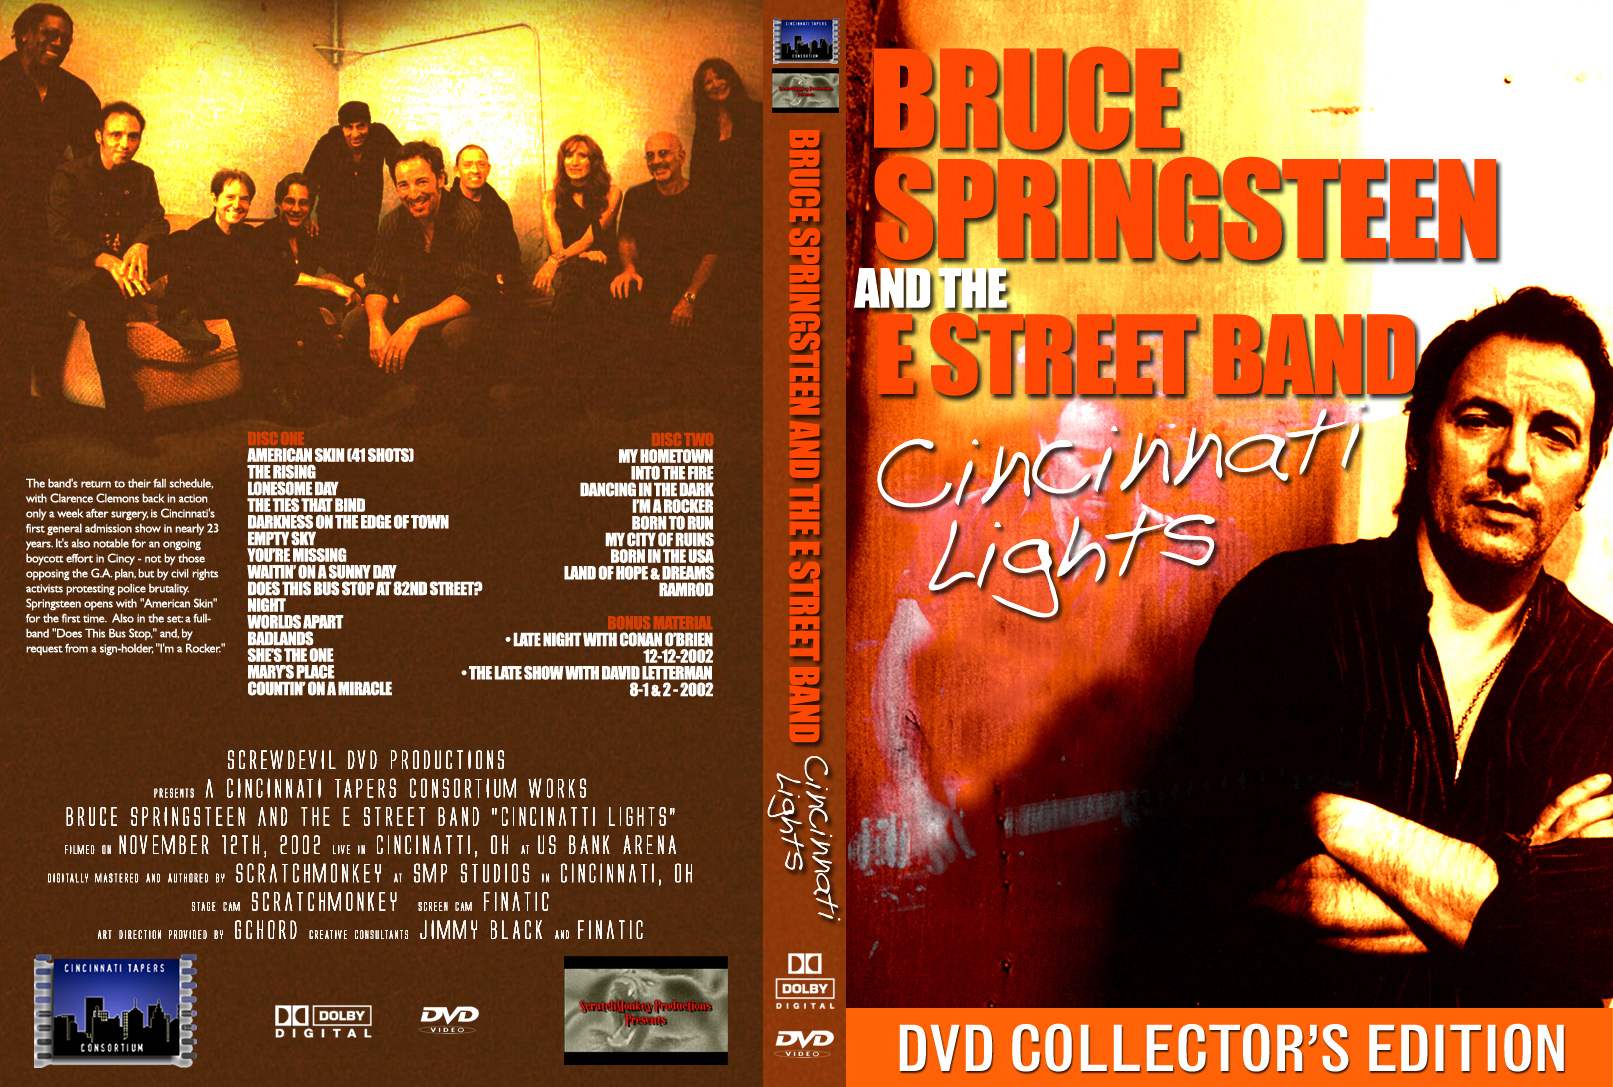 The band's return to their fall schedule,
with Clarence Clemons back in action
only a week after surgery, is Cincinnati's
first general admission show in nearly 23
years. It's also notable for an ongoing
boycott effort in Cincy - not by those
opposing the G.A. plan, but by civil rights
activists protesting police brutality.
Springsteen opens with "American Skin"
for the first time. Also in the set: a full-
band "Does This Bus Stop," and, by
request from a sign-holder, "I'm a Rocker."
DISC ONE
AMERICAN SKIN (41 SHOTS)
THE RISING
LONESOME DAY
THE TIES THAT BIND
DARKNESS ON THE EDGE OF TOWN
EMPTY SKY
YOU'RE MISSING
WAITIN' ON A SUNNY DAY
DOES THIS BUS STOP AT 82ND STREET?
NIGHT
WORLDS APART
BADLANDS
SHE'S THE ONE
MARY'S PLACE
COUNTIN' ON A MIRACLE
DISC TWO
MY HOMETOWN
INTO THE FIRE
DANCING IN THE DARK
I'M A ROCKER
BORN TO RUN
MY CITY OF RUINS
BORN IN THE USA
LAND OF HOPE & DREAMS
RAMROD
BONUS MATERIAL
• LATE NIGHT WITH CONAN O'BRIEN
12-12-2002
• THE LATE SHOW WITH DAVID LETTERMAN
8-1 & 2 - 2002
SCREWDEVIL DVD PRODUCTIONS
PRESENTS A CINCINNATI TAPERS CONSORTIUM WORKS
BRUCE SPRINGSTEEN AND THE E STREET BAND "CINCINATTI LIGHTS"
FILMED ON NOVEMBER 12TH, 2002 LIVE IN CINCINATTI, OH AT US BANK ARENA
DIGITALLY MASTERED AND AUTHORED BY SCRATCHMONKEY AT SMP STUDIOS IN CINCINNATI, OH
STAGE CAM SCRATCHMONKEY SCREEN CAM FINATIC
ART DIRECTION PROVIDED BY GCHORD CREATIVE CONSULTANTS JIMMY BLACK AND FINATIC
CINCINNATI TAPERS
CONSORTIUM
DOLBY
DIGITAL
DVD
VIDEO
ScratchMonkey Productions
Presents
CINCINNATI TAPERS
CONSORTIUM
ScratchMonkey Productions
Presents
BRUCE SPRINGSTEEN AND THE E STREET BAND
Cincinnati
Lights
DOLBY
DIGITAL
DVD
VIDEO
BRUCE
SPRINGSTEEN
AND THE
E STREET BAND
Cincinnati
Lights
DVD COLLECTOR'S EDITION